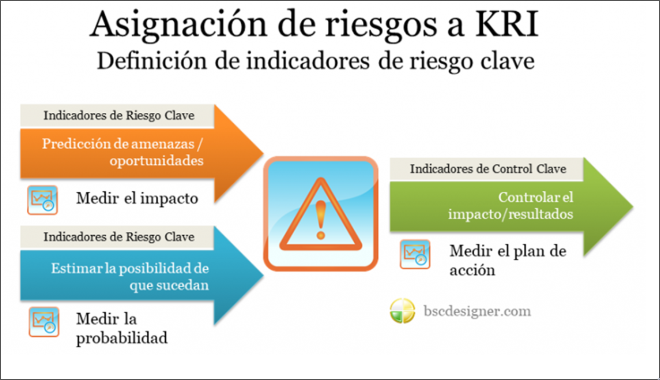 Asignación de riesgos a KRI
Definición de indicadores de riesgo clave
Indicadores de Riesgo Clave
Predicción de amenazas /
oportunidades
Medir el impacto
Indicadores de Riesgo Clave
Estimar la posibilidad de
que sucedan
Medir la
probabilidad
Indicadores de Control Clave
Controlar el
impacto/resultados
Medir el plan de
acción
bscdesigner.com